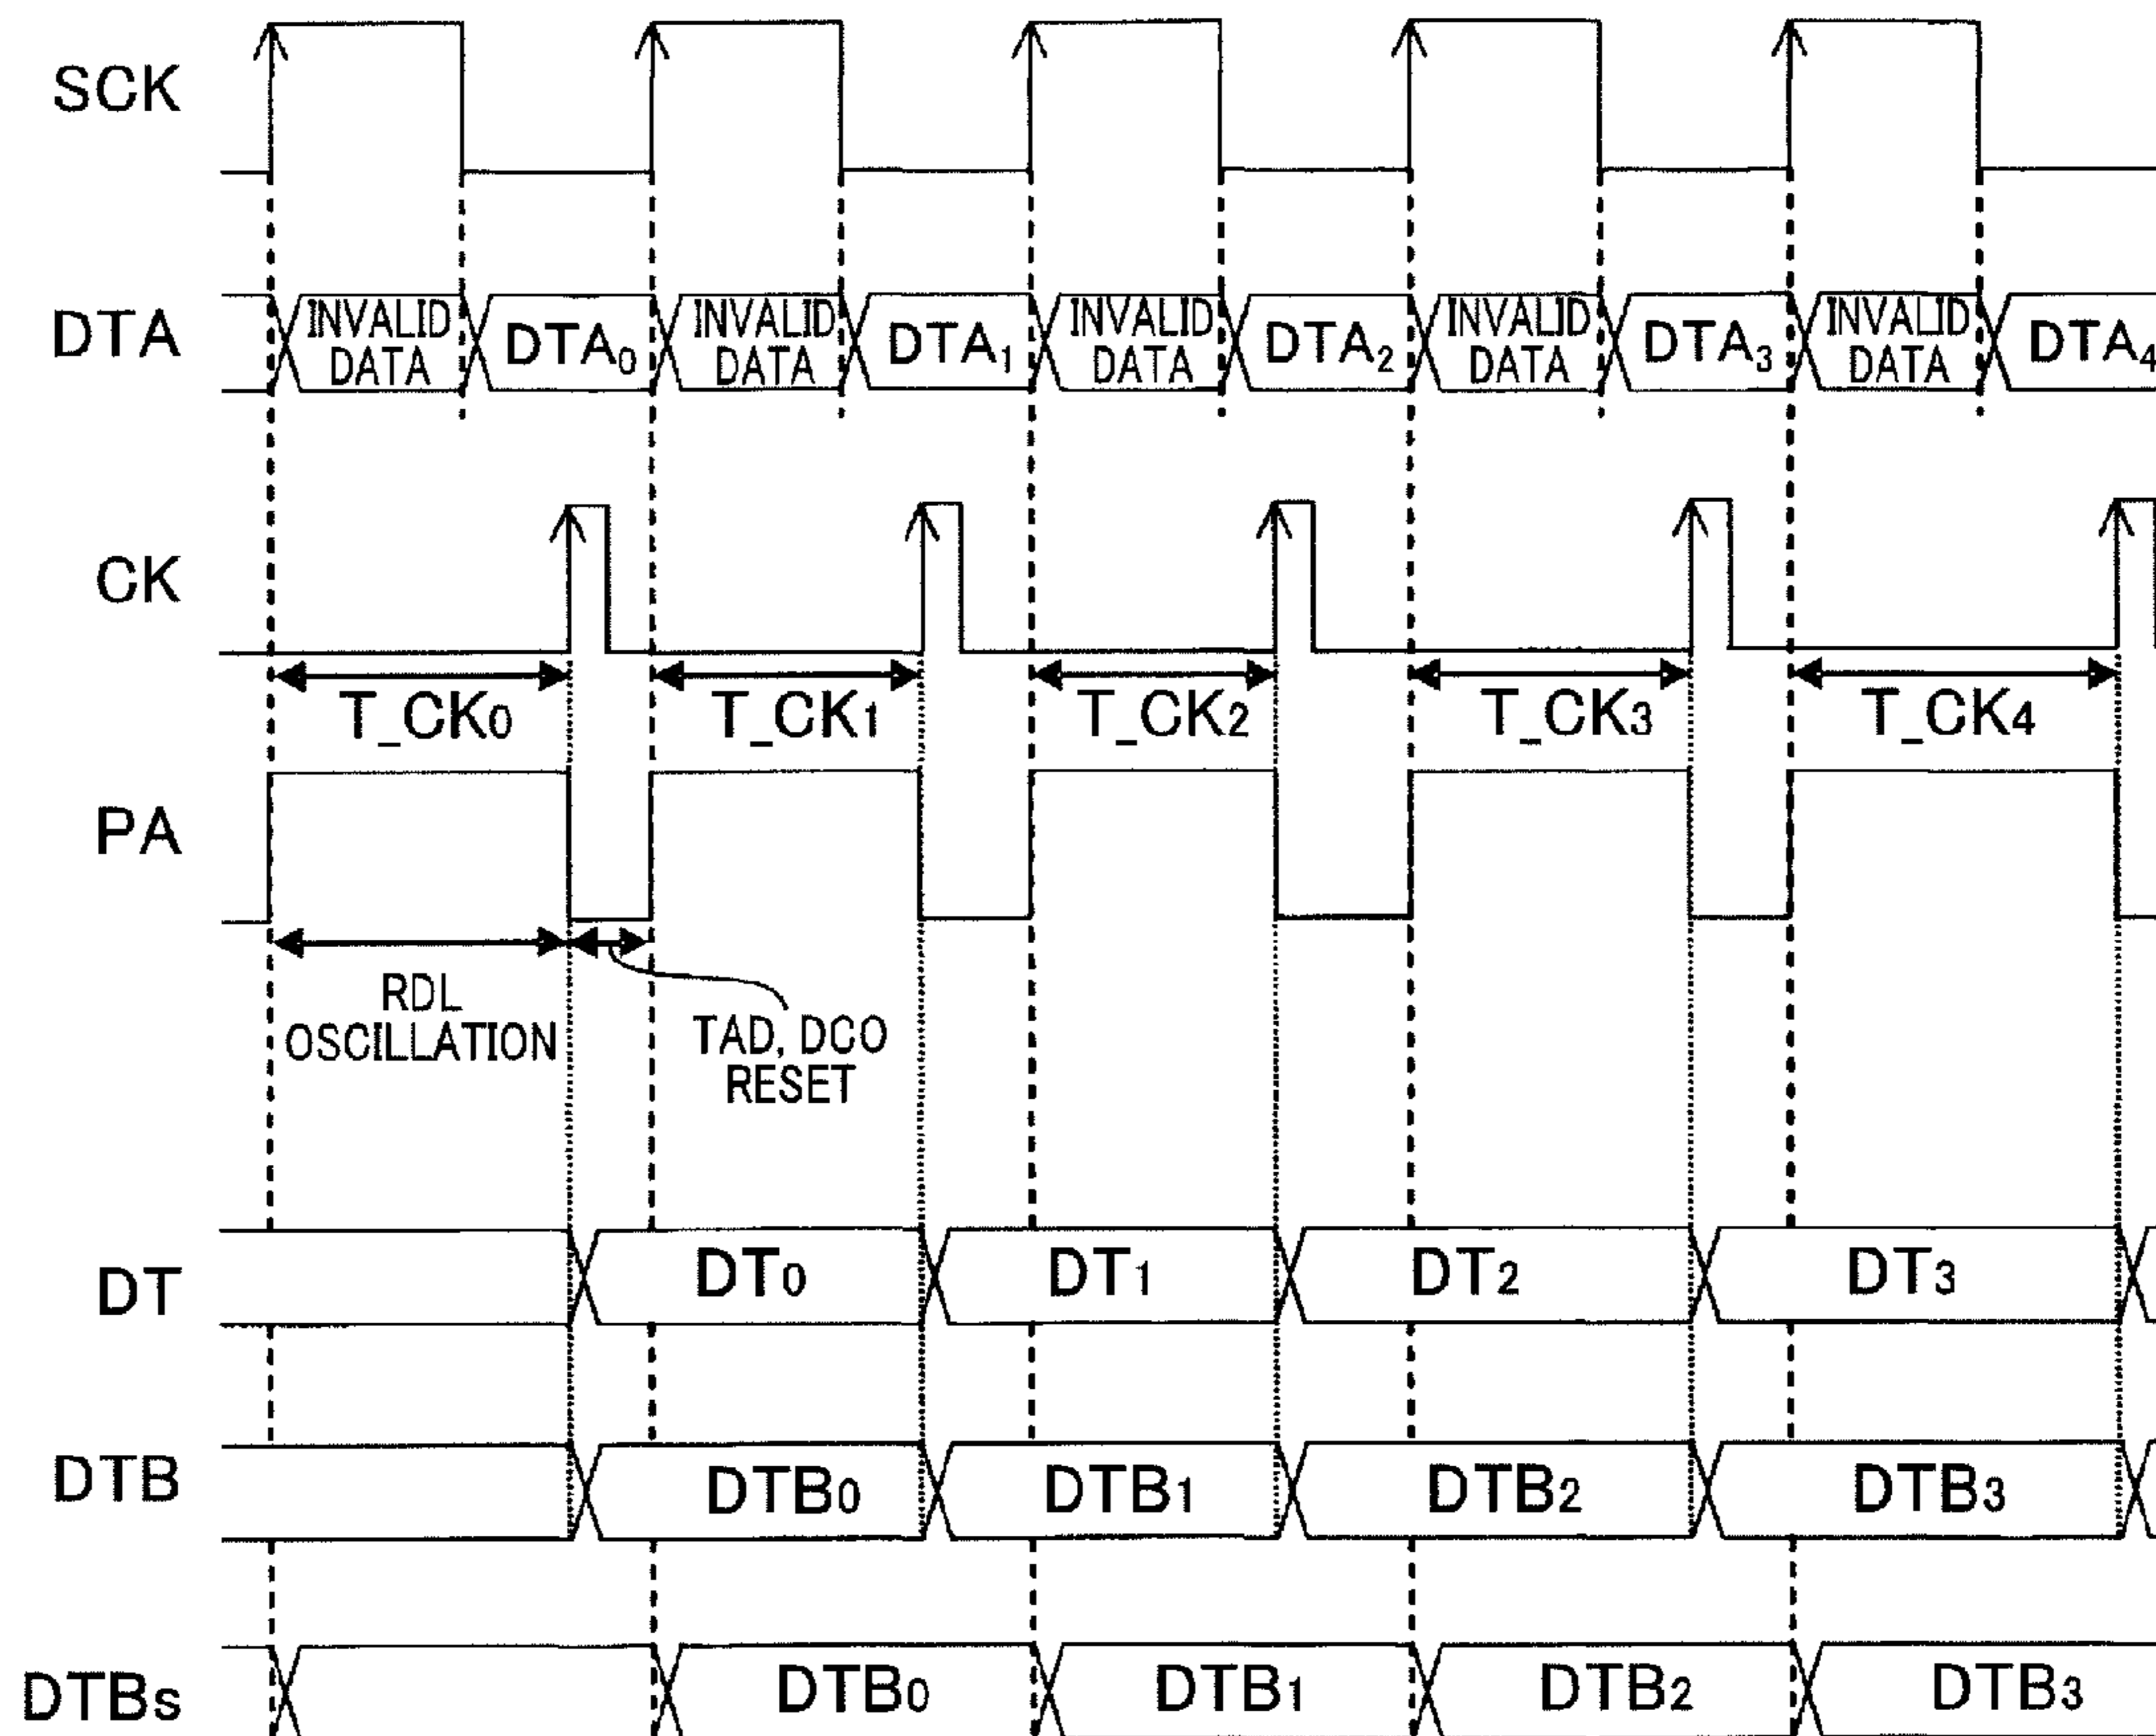 SCK
DTA
INVALID DATA
DTA0
INVALID DATA
DTA1
INVALID DATA
DTA2
INVALID DATA
DTA3
INVALID DATA
DTA4
CK
T_CK0
T_CK1
T_CK2
T_CK3
T_CK4
PA
RDL
OSCILLATION
TAD, DCO
RESET
DT
DT0
DT1
DT2
DT3
DTB
DTB0
DTB1
DTB2
DTB3
DTBs
DTB0
DTB1
DTB2
DTB3